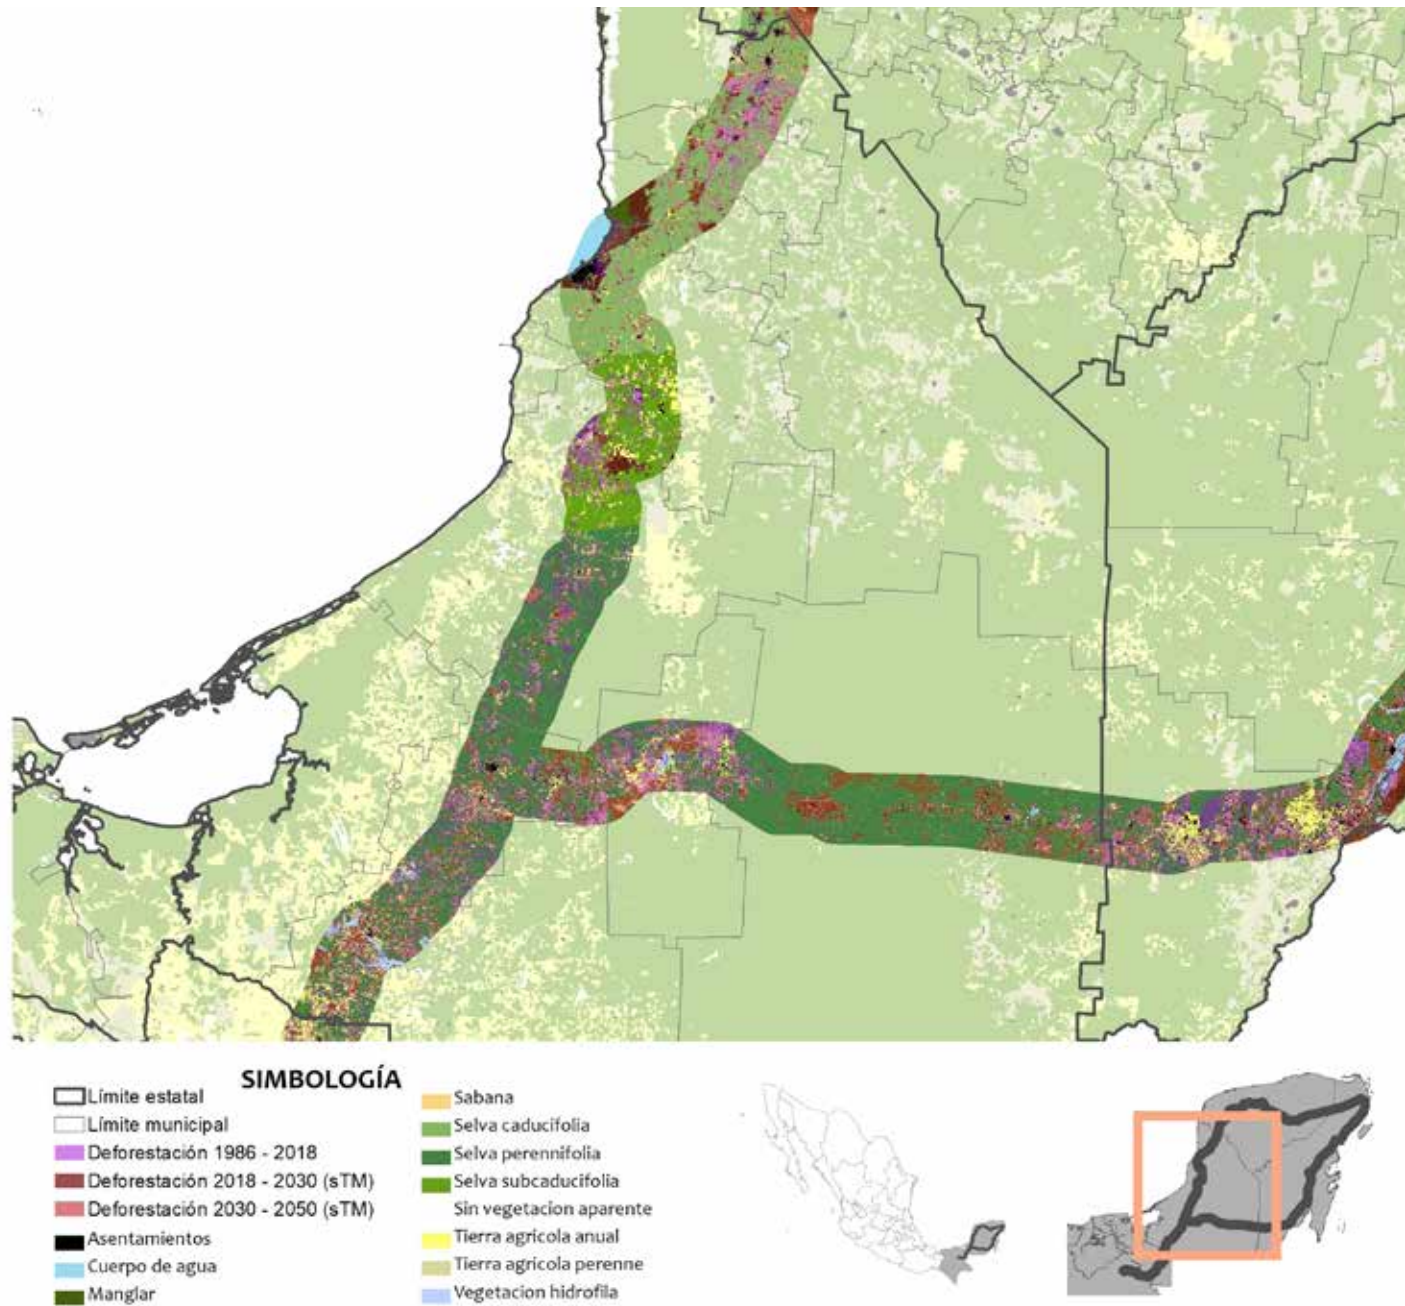 SIMBOLOGÍA
Límite estatal
Límite municipal
Deforestación 1986 - 2018
Deforestación 2018 - 2030 (sTM)
Deforestación 2030 - 2050 (sTM)
Asentamientos
Cuerpo de agua
Manglar
Sabana
Selva caducifolia
Selva perennifolia
Selva subcaducifolia
Sin vegetacion aparente
Tierra agricola anual
Tierra agricola perenne
Vegetacion hidrofila